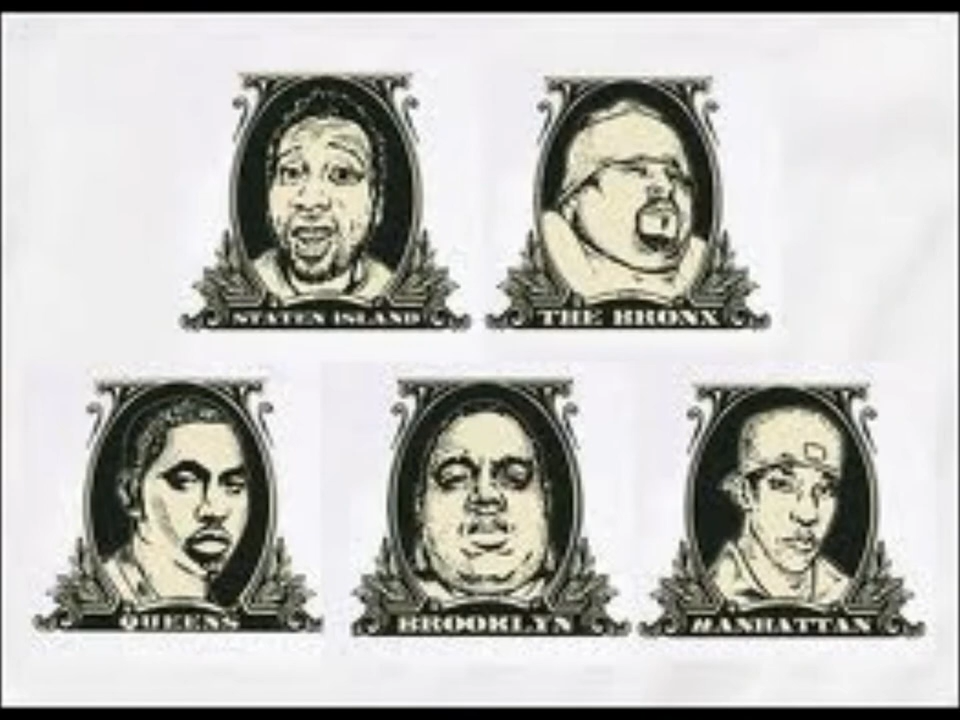 STATEN ISLAND
THE BRONX
QUEENS
BROOKLYN
MANHATTAN